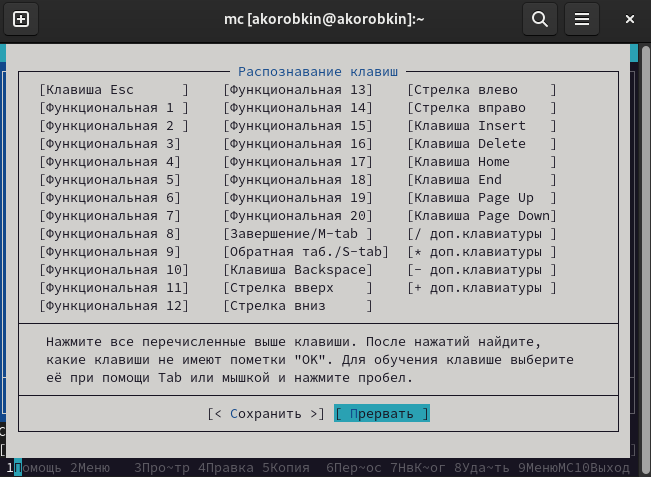 mc [akorobkin@akorobkin]:~
Распознавание клавиш
[Клавиша Esc ] [Функциональная 13] [Стрелка влево ]
[Функциональная 1 ] [Функциональная 14] [Стрелка вправо ]
[Функциональная 2 ] [Функциональная 15] [Клавиша Insert ]
[Функциональная 3] [Функциональная 16] [Клавиша Delete ]
[Функциональная 4] [Функциональная 17] [Клавиша Home ]
[Функциональная 5] [Функциональная 18] [Клавиша End ]
[Функциональная 6] [Функциональная 19] [Клавиша Page Up ]
[Функциональная 7] [Функциональная 20] [Клавиша Page Down]
[Функциональная 8] [Завершение/M-tab ] [/ доп.клавиатуры ]
[Функциональная 9] [Обратная таб./S-tab] [* доп.клавиатуры ]
[Функциональная 10] [Клавиша Backspace] [- доп.клавиатуры ]
[Функциональная 11] [Стрелка вверх ] [+ доп.клавиатуры ]
[Функциональная 12] [Стрелка вниз ]
Нажмите все перечисленные выше клавиши. После нажатий найдите,
какие клавиши не имеют пометки "OK". Для обучения клавише выберите
её при помощи Tab или мышкой и нажмите пробел.
[< Сохранить >] [ Прервать ]
1Помощь 2Меню 3Про~тр 4Правка 5Копия 6Пер~ос 7НвК~ог 8Уда~ть 9МенюMC10Выход